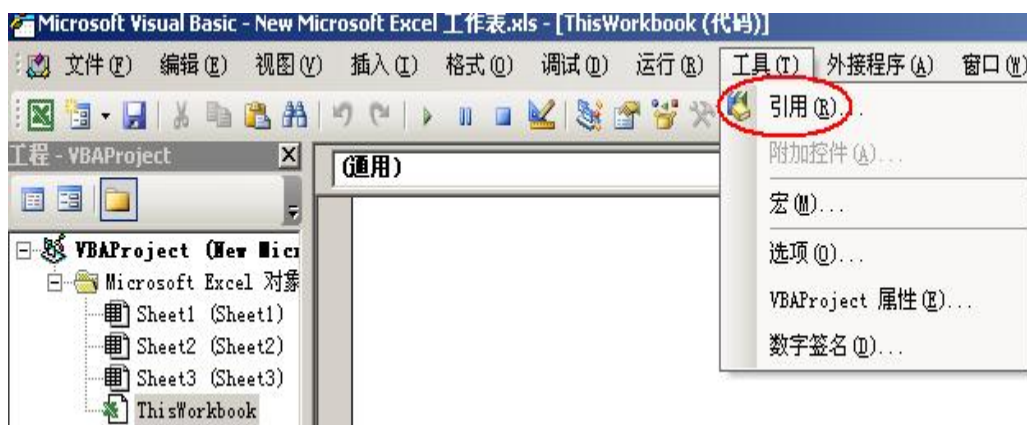 Microsoft Visual Basic - New Microsoft Excel 工作表.xls - [ThisWorkbook (代码)]
文件(F) 编辑(E) 视图(V) 插入(I) 格式(O) 调试(D) 运行(R) 工具(T) 外接程序(A) 窗口(W)
引用(R)...
工程 - VBAProject
(通用)
附加控件(A)...
宏(M)...
VBAProject (New Micr
选项(O)...
Microsoft Excel 对象
Sheet1 (Sheet1)
VBAProject 属性(E)...
Sheet2 (Sheet2)
数字签名(D)...
Sheet3 (Sheet3)
ThisWorkbook